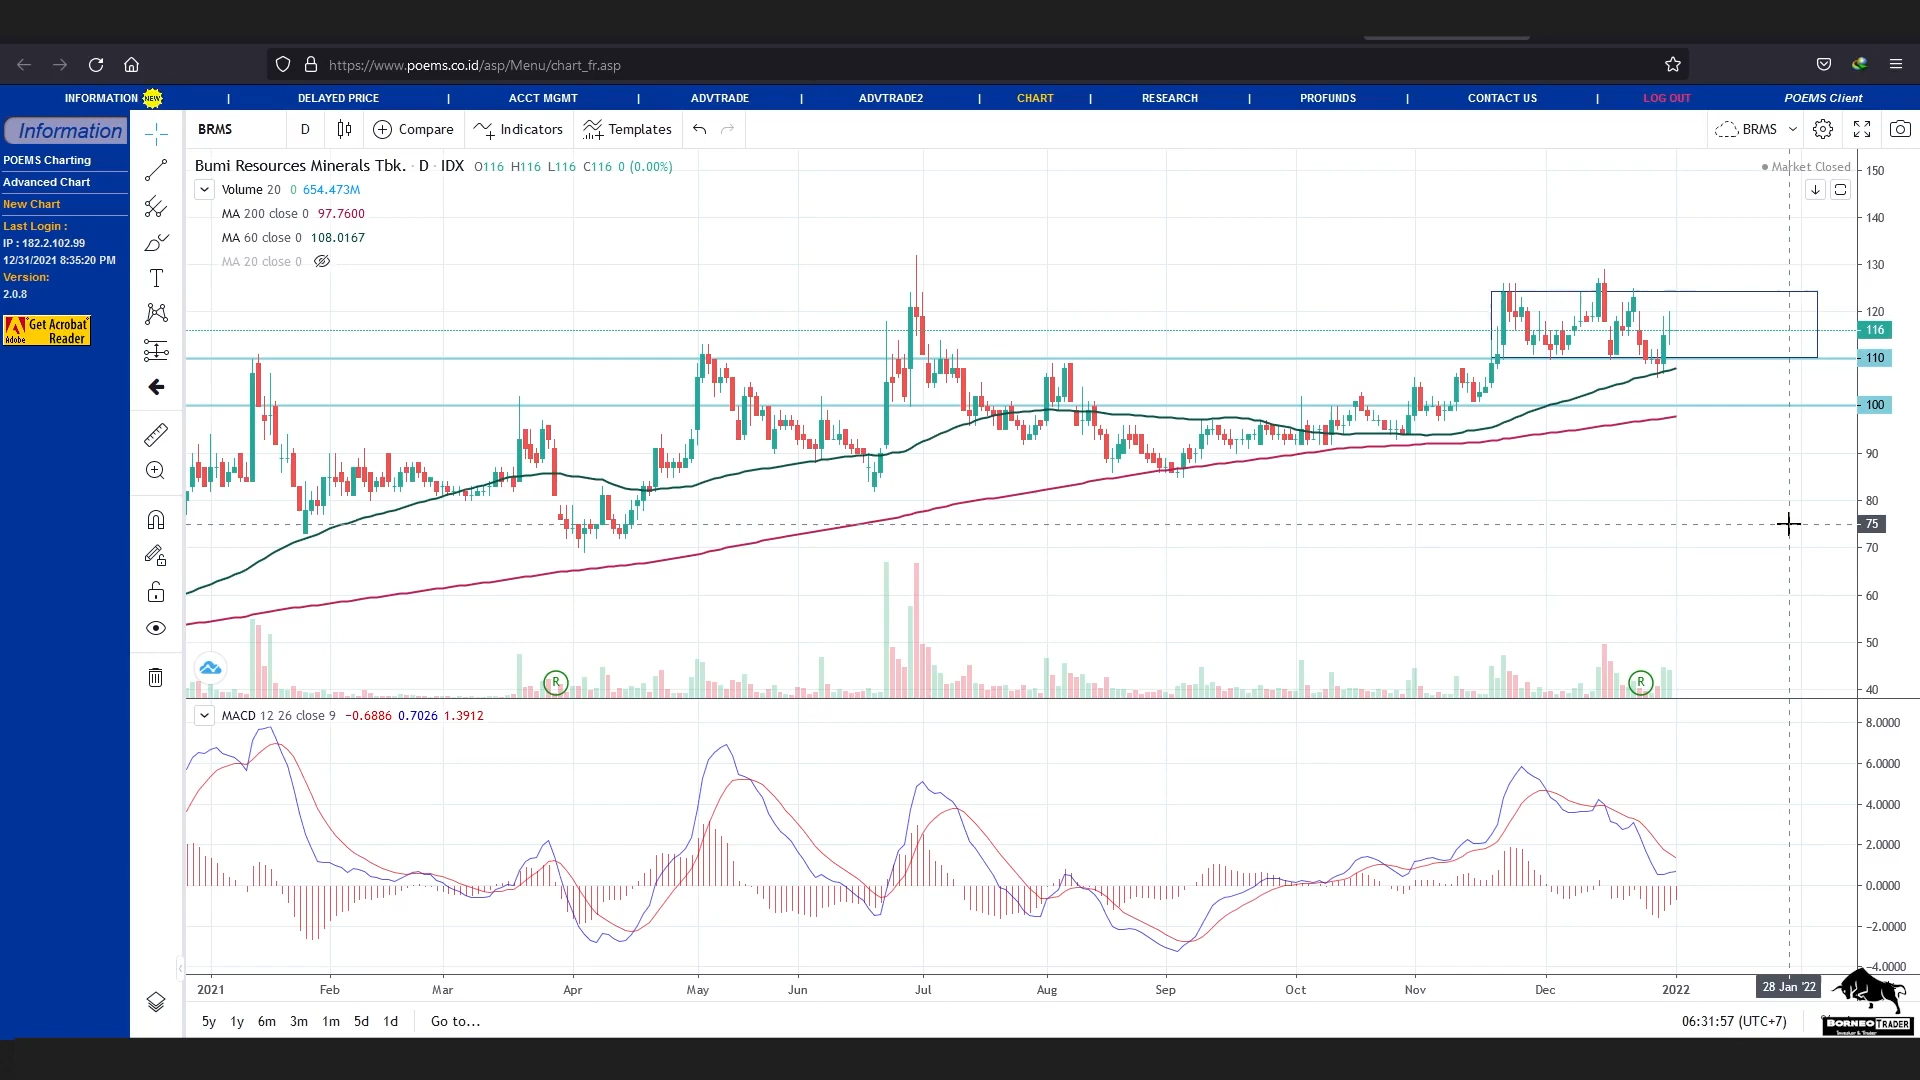 https://www.poems.co.id/asp/Menu/chart_fr.asp
INFORMATION NEW | DELAYED PRICE | ACCT MGMT | ADVTRADE | ADVTRADE2 | CHART | RESEARCH | PROFUNDS | CONTACT US | LOG OUT POEMS Client
Information
POEMS Charting
Advanced Chart
New Chart
Last Login :
IP : 182.2.102.99
12/31/2021 8:35:20 PM
Version:
2.0.8
Get Acrobat
Adobe Reader
BRMS D Compare Indicators Templates BRMS
Bumi Resources Minerals Tbk. · D · IDX O116 H116 L116 C116 0 (0.00%)
Market Closed
Volume 20 0 654.473M
MA 200 close 0 97.7600
MA 60 close 0 108.0167
MA 20 close 0
150
140
130
120
116
110
100
90
80
75
70
60
50
40
R R
MACD 12 26 close 9 −0.6886 0.7026 1.3912
8.0000
6.0000
4.0000
2.0000
0.0000
−2.0000
−4.0000
2021 Feb Mar Apr May Jun Jul Aug Sep Oct Nov Dec 2022 28 Jan '22
5y 1y 6m 3m 1m 5d 1d Go to... 06:31:57 (UTC+7)
BORNEO TRADER